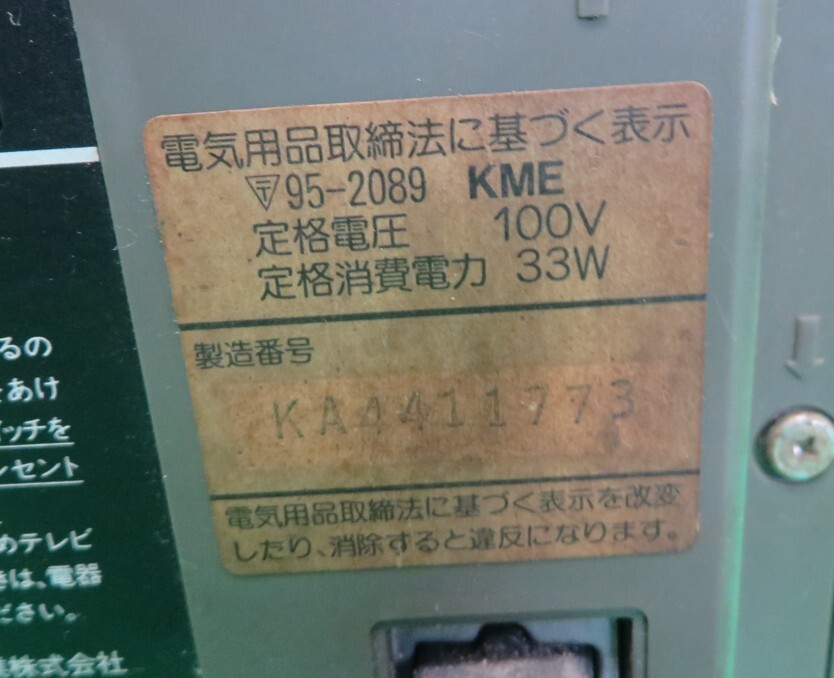 電気用品取締法に基づく表示
〒95-2089 KME
定格電圧 100V
定格消費電力 33W
製造番号
KA4411773
電気用品取締法に基づく表示を改変
したり、消除すると違反になります。
るの
あけ
ッチを
ンセント
めテレビ
は、電器
ださい。
株式会社